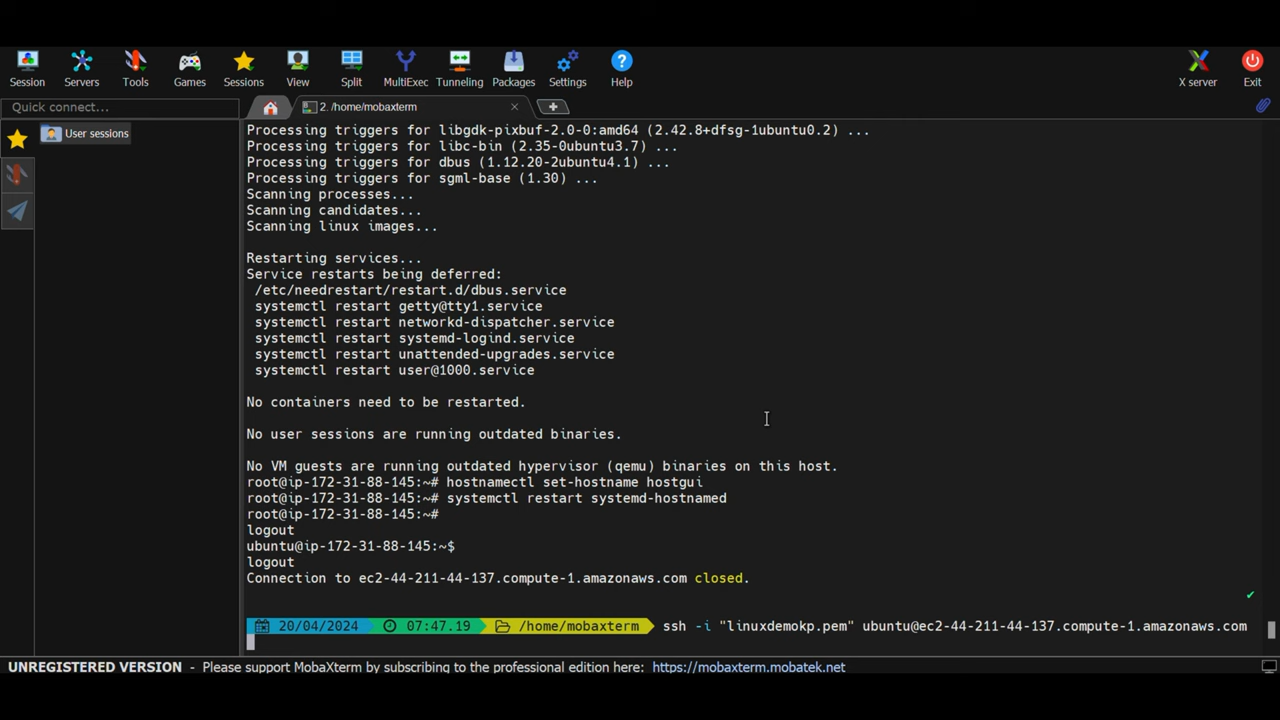 Session
Servers
Tools
Games
Sessions
View
Split
MultiExec
Tunneling
Packages
Settings
Help
X server
Exit
Quick connect...
2. /home/mobaxterm
User sessions
Processing triggers for libgdk-pixbuf-2.0-0:amd64 (2.42.8+dfsg-1ubuntu0.2) ...
Processing triggers for libc-bin (2.35-0ubuntu3.7) ...
Processing triggers for dbus (1.12.20-2ubuntu4.1) ...
Processing triggers for sgml-base (1.30) ...
Scanning processes...
Scanning candidates...
Scanning linux images...
Restarting services...
Service restarts being deferred:
/etc/needrestart/restart.d/dbus.service
systemctl restart getty@tty1.service
systemctl restart networkd-dispatcher.service
systemctl restart systemd-logind.service
systemctl restart unattended-upgrades.service
systemctl restart user@1000.service
No containers need to be restarted.
No user sessions are running outdated binaries.
No VM guests are running outdated hypervisor (qemu) binaries on this host.
root@ip-172-31-88-145:~# hostnamectl set-hostname hostgui
root@ip-172-31-88-145:~# systemctl restart systemd-hostnamed
root@ip-172-31-88-145:~#
logout
ubuntu@ip-172-31-88-145:~$
logout
Connection to ec2-44-211-44-137.compute-1.amazonaws.com closed.
20/04/2024 07:47.19 /home/mobaxterm ssh -i "linuxdemokp.pem" ubuntu@ec2-44-211-44-137.compute-1.amazonaws.com
UNREGISTERED VERSION - Please support MobaXterm by subscribing to the professional edition here: https://mobaxterm.mobatek.net